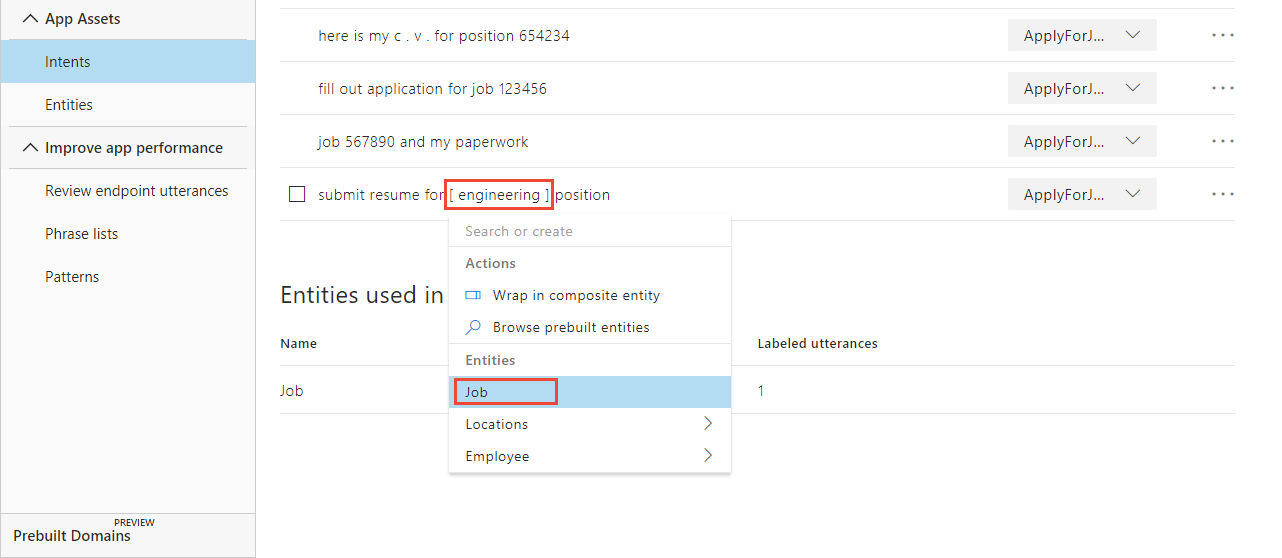 App Assets
Intents
Entities
Improve app performance
Review endpoint utterances
Phrase lists
Patterns
PREVIEW
Prebuilt Domains
here is my c . v . for position 654234 ApplyForJ... ...
fill out application for job 123456 ApplyForJ... ...
job 567890 and my paperwork ApplyForJ... ...
submit resume for [ engineering ] position ApplyForJ... ...
Search or create
Actions
Wrap in composite entity
Browse prebuilt entities
Entities
Job
Locations
Employee
Entities used in
Name Labeled utterances
Job 1